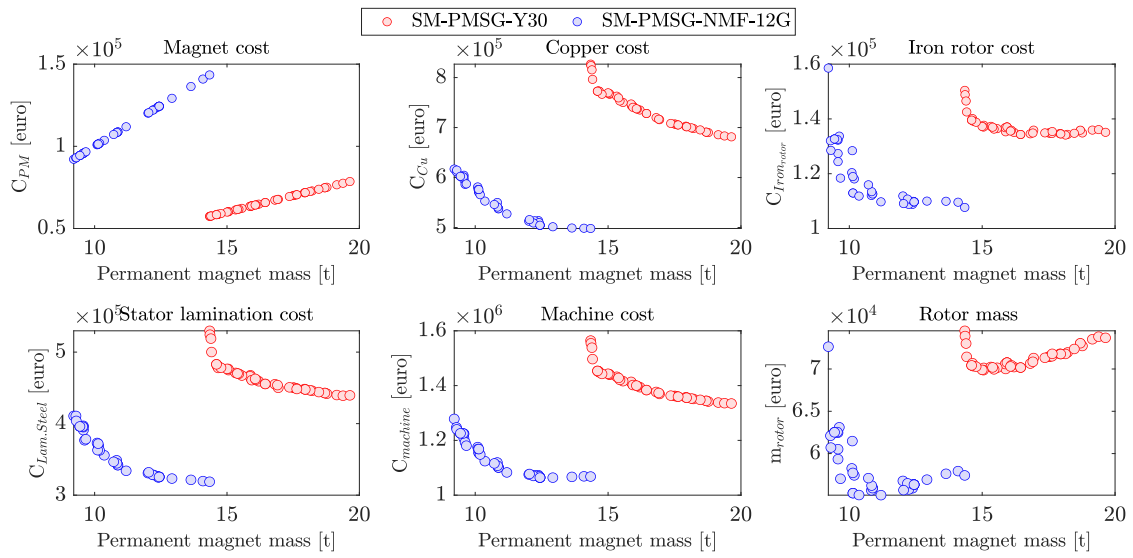 SM-PMSG-Y30 SM-PMSG-NMF-12G
×10^5 Magnet cost
1.5
1
0.5
C_PM [euro]
10 15 20
Permanent magnet mass [t]
×10^5 Copper cost
8
7
6
5
C_Cu [euro]
10 15 20
Permanent magnet mass [t]
×10^5 Iron rotor cost
1.6
1.4
1.2
1
C_Iron_rotor [euro]
10 15 20
Permanent magnet mass [t]
×10^5 Stator lamination cost
5
4
3
C_Lam.Steel [euro]
10 15 20
Permanent magnet mass [t]
×10^6 Machine cost
1.6
1.4
1.2
1
C_machine [euro]
10 15 20
Permanent magnet mass [t]
×10^4 Rotor mass
7
6
m_rotor [euro]
10 15 20
Permanent magnet mass [t]